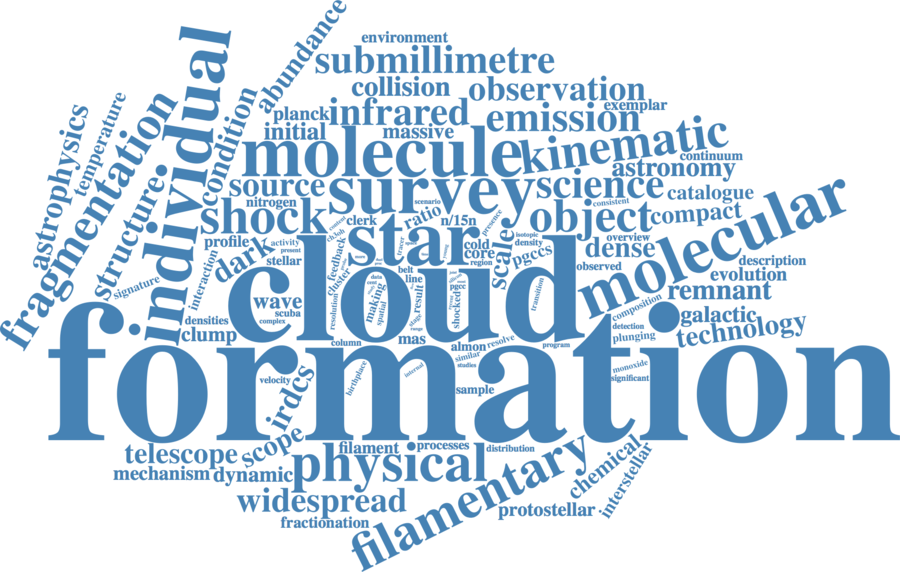 environment
submillimetre
abundance
collision
observation
individual
planck
infrared
exemplar
emission
initial
massive
condition
astrophysics
temperature
fragmentation
molecule
kinematic
continuum
astronomy
source
survey
science
catalogue
structure
nitrogen
scenario
consistent
shock
clerk
ratio
n/15n
presence
object
compact
molecular
profile
activity
star
scaler
isotopic
density
overview
dark
present
feedback
tracer
cold
core
pgccs
dense
stellar
region
observed
description
evolution
interaction
signature
cluster
belt
data
line
cloud
pgcc
transition
remnant
wave
scuba
making
spatial
result
shocked
composition
galactic
densities
complex
resolution
stage
range
detection
technology
clump
column
mas
almon
resolve
program
plunging
formation
similar
studies
velocity
irdcs
birthplace
internal
sample
monoxide
significant
telescope
scope
filament
processes
distribution
mechanism
dynamic
physical
filamentary
chemical
interstellar
widespread
protostellar
fractionation